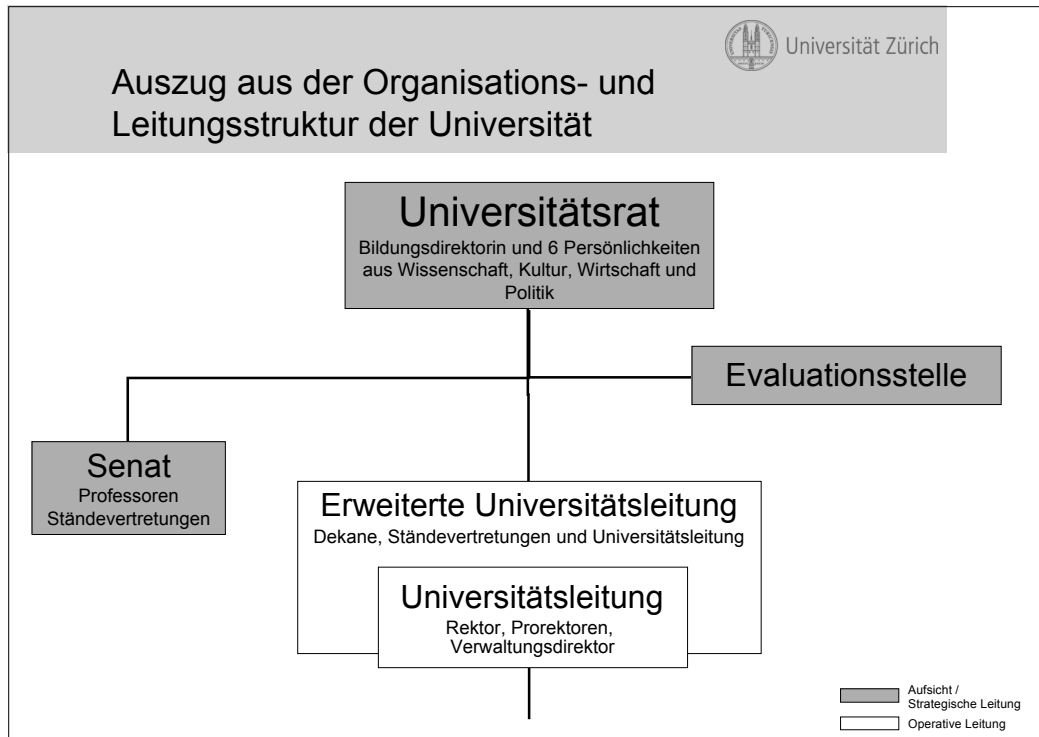 Universität Zürich
Auszug aus der Organisations- und
Leitungsstruktur der Universität
Universitätsrat
Bildungsdirektorin und 6 Persönlichkeiten
aus Wissenschaft, Kultur, Wirtschaft und
Politik
Evaluationsstelle
Senat
Professoren
Ständevertretungen
Erweiterte Universitätsleitung
Dekane, Ständevertretungen und Universitätsleitung
Universitätsleitung
Rektor, Prorektoren,
Verwaltungsdirektor
Aufsicht /
Strategische Leitung
Operative Leitung